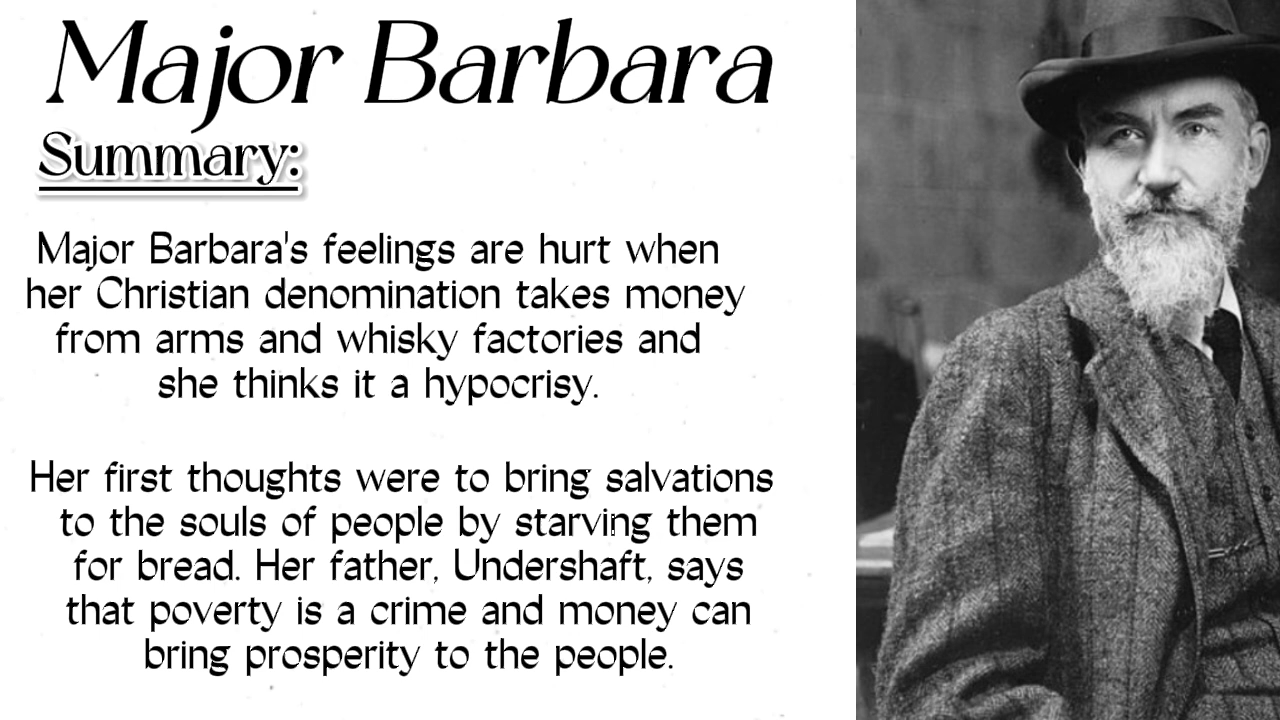 Major Barbara
Summary:
Major Barbara's feelings are hurt when
her Christian denomination takes money
from arms and whisky factories and
she thinks it a hypocrisy.
Her first thoughts were to bring salvations
to the souls of people by starving them
for bread. Her father, Undershaft, says
that poverty is a crime and money can
bring prosperity to the people.